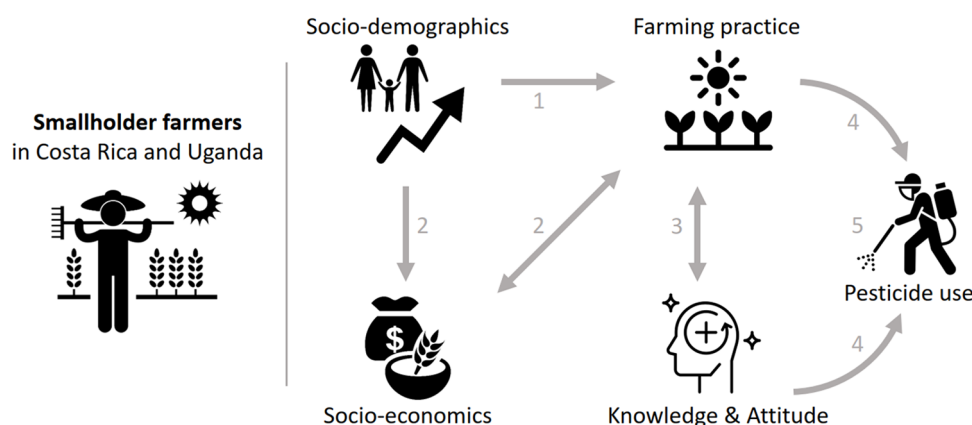 Socio-demographics
Farming practice
1
4
Smallholder farmers
in Costa Rica and Uganda
2
2
3
5
Pesticide use
$
4
Socio-economics
Knowledge & Attitude